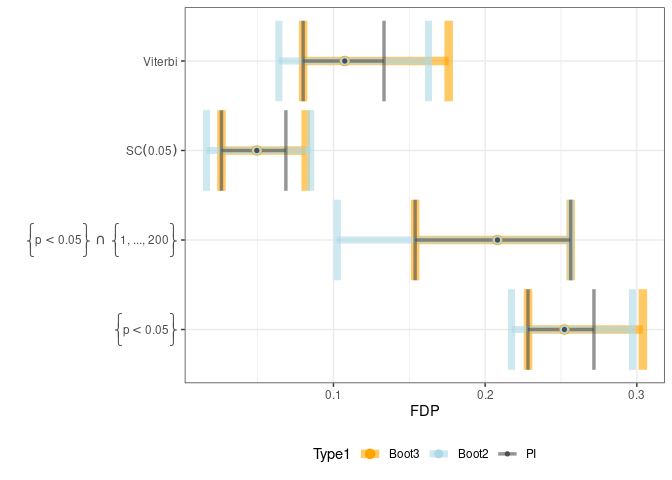 Viterbi
SC(0.05)
{p < 0.05} ∩ {1, ..., 200}
{p < 0.05}
0.1 0.2 0.3
FDP
Type1 Boot3 Boot2 PI